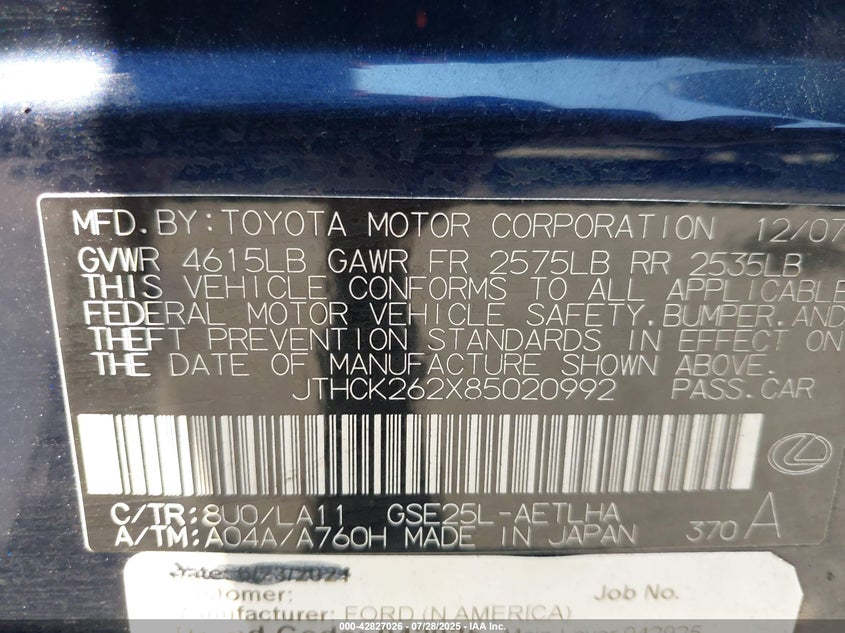 MFD.BY:TOYOTA MOTOR CORPORATION 12/07
GVWR 4615LB GAWR FR 2575LB RR 2535LB
THIS VEHICLE CONFORMS TO ALL APPLICABLE
FEDERAL MOTOR VEHICLE SAFETY,BUMPER,AND
THEFT PREVENTION STANDARDS IN EFFECT ON
THE DATE OF MANUFACTURE SHOWN ABOVE.
JTHCK262X85020992 PASS.CAR
C/TR:8U0/LA11 GSE25L-AETLHA
A/TM:A04A/A760H MADE IN JAPAN 370 A
Job No.
FORD (N.AMERICA)
000-42827026 - 07/28/2025 - IAA Inc.